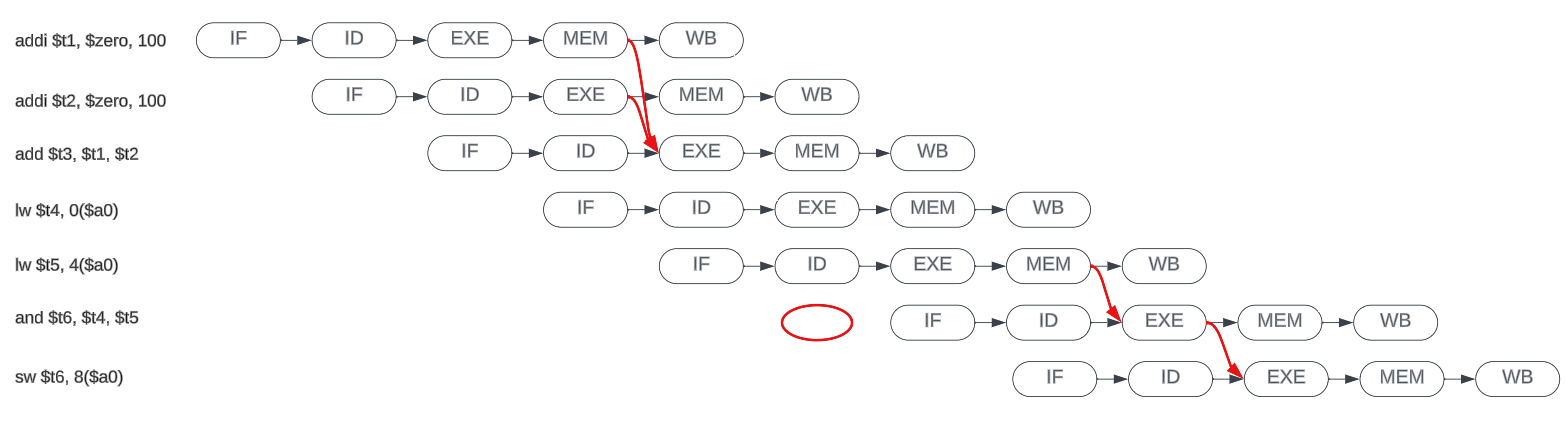 addi $t1, $zero, 100 IF ID EXE MEM WB
addi $t2, $zero, 100 IF ID EXE MEM WB
add $t3, $t1, $t2 IF ID EXE MEM WB
lw $t4, 0($a0) IF ID EXE MEM WB
lw $t5, 4($a0) IF ID EXE MEM WB
and $t6, $t4, $t5 IF ID EXE MEM WB
sw $t6, 8($a0) IF ID EXE MEM WB